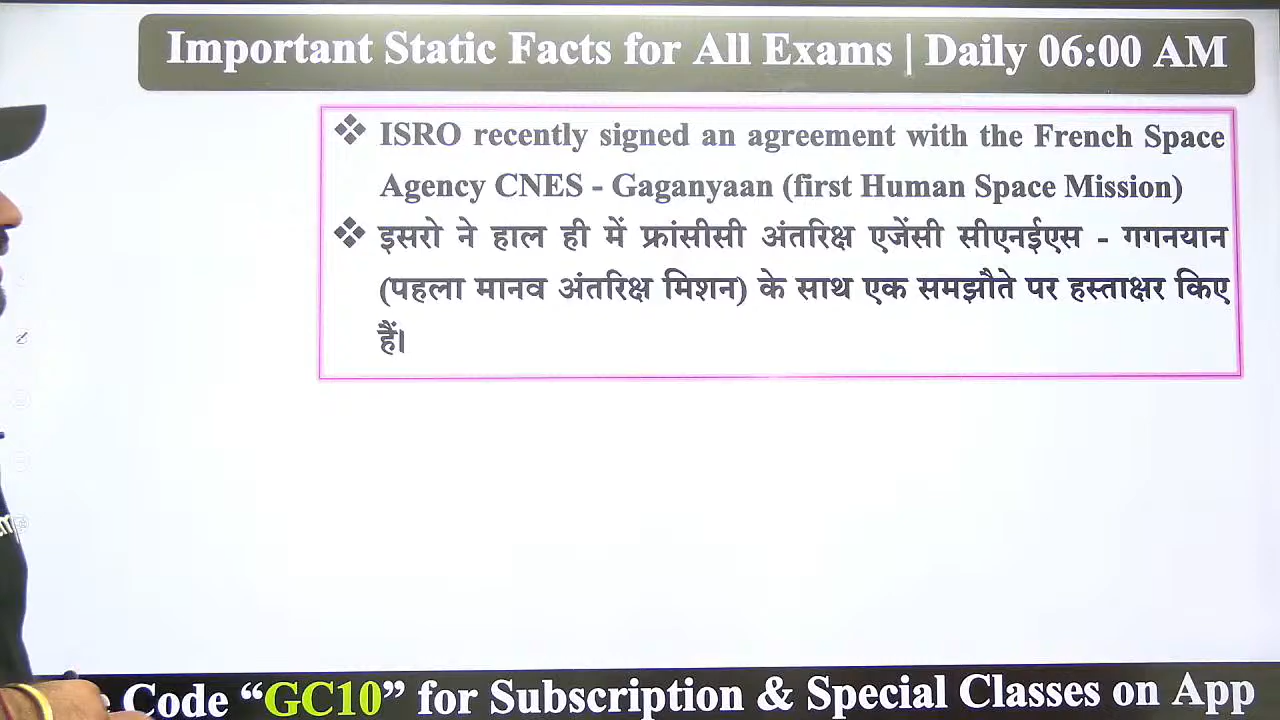 Important Static Facts for All Exams | Daily 06:00 AM
❖ ISRO recently signed an agreement with the French Space
Agency CNES - Gaganyaan (first Human Space Mission)
❖ इसरो ने हाल ही में फ्रांसीसी अंतरिक्ष एजेंसी सीएनईएस - गगनयान
(पहला मानव अंतरिक्ष मिशन) के साथ एक समझौते पर हस्ताक्षर किए
हैं।
Code “GC10” for Subscription & Special Classes on App